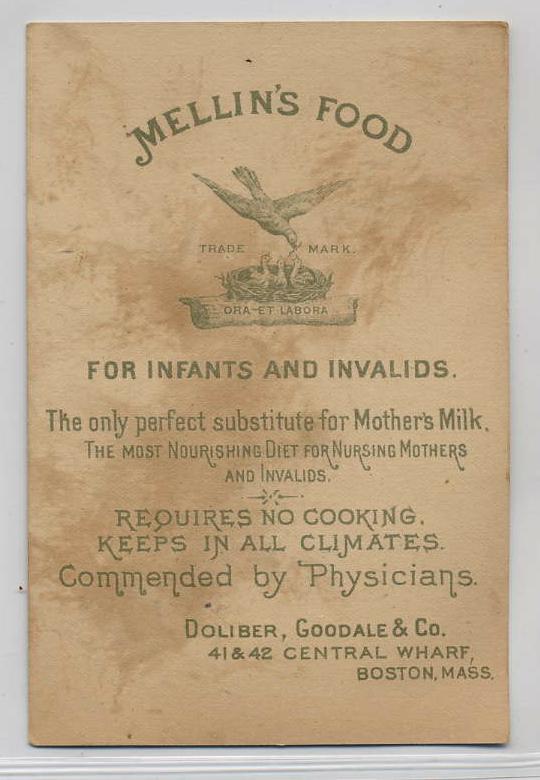 MELLIN'S FOOD
TRADE MARK.
ORA ET LABORA
FOR INFANTS AND INVALIDS.
The only perfect substitute for Mother's Milk.
THE MOST NOURISHING DIET FOR NURSING MOTHERS
AND INVALIDS.
REQUIRES NO COOKING.
KEEPS IN ALL CLIMATES.
Commended by Physicians.
DOLIBER, GOODALE & CO.
41 & 42 CENTRAL WHARF,
BOSTON, MASS.